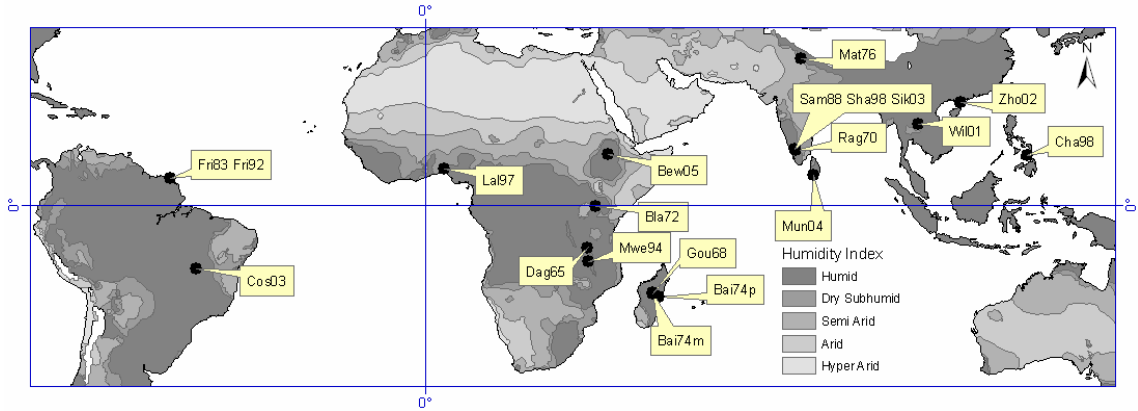 0°
N
Mat76
Sam88 Sha98 Sik03
Zho02
Wil01
Rag70
Cha98
Fri83 Fri92
Lal97
Bew05
0°
0°
Bla72
Mun04
Mwe94
Gou68
Dag65
Cos03
Bai74p
Bai74m
Humidity Index
Humid
Dry Subhumid
Semi Arid
Arid
Hyper Arid
0°